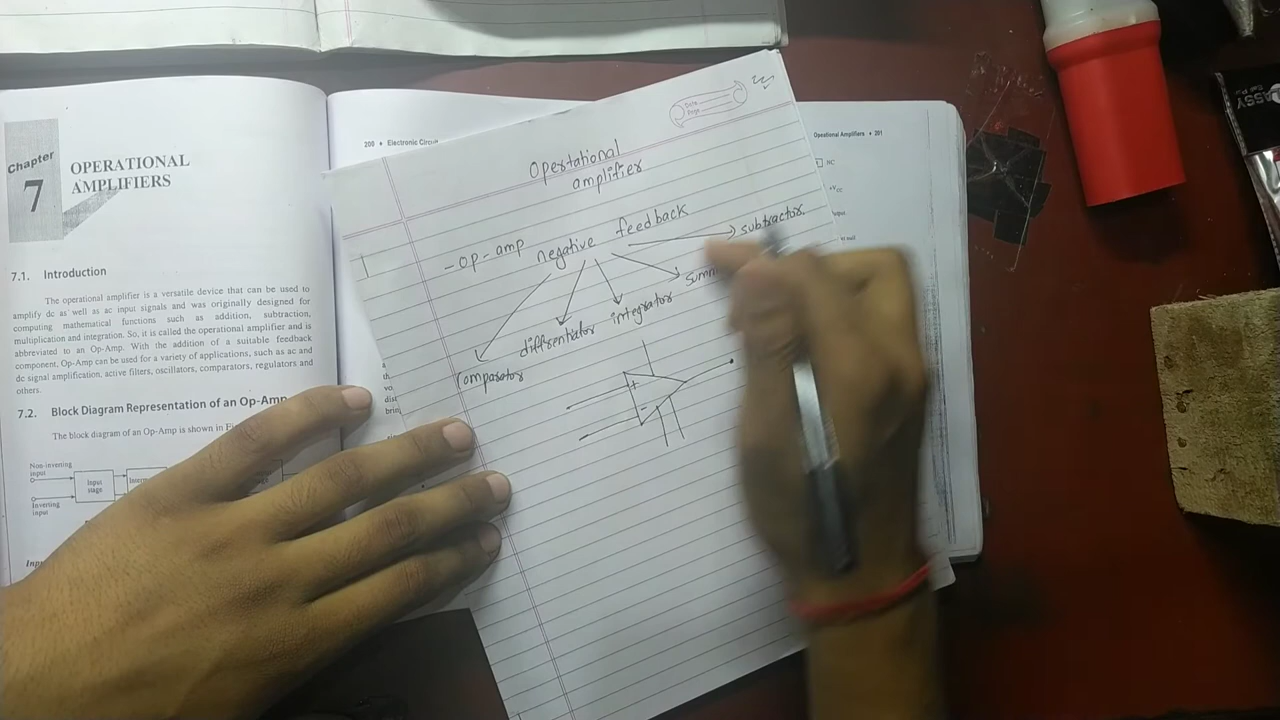 Chapter
7
OPERATIONAL
AMPLIFIERS
7.1. Introduction
The operational amplifier is a versatile device that can be used to
amplify dc as well as ac input signals and was originally designed for
computing mathematical functions such as addition, subtraction,
multiplication and integration. So, it is called the operational amplifier and is
abbreviated to an Op-Amp. With the addition of a suitable feedback
component, Op-Amp can be used for a variety of applications, such as ac and
dc signal amplification, active filters, oscillators, comparators, regulators and
others.
7.2. Block Diagram Representation of an Op-Amp
The block diagram of an Op-Amp is shown in
Non-inverting
input
Input
stage
Inverting
input
200 ♦ Electronic
Date
Page
Opertational
amplifier
-op-amp negative feedback
subtractor.
integrator
diffrentiator
Comparator
+
-
Operational Amplifiers ♦ 201
NC
+VCC